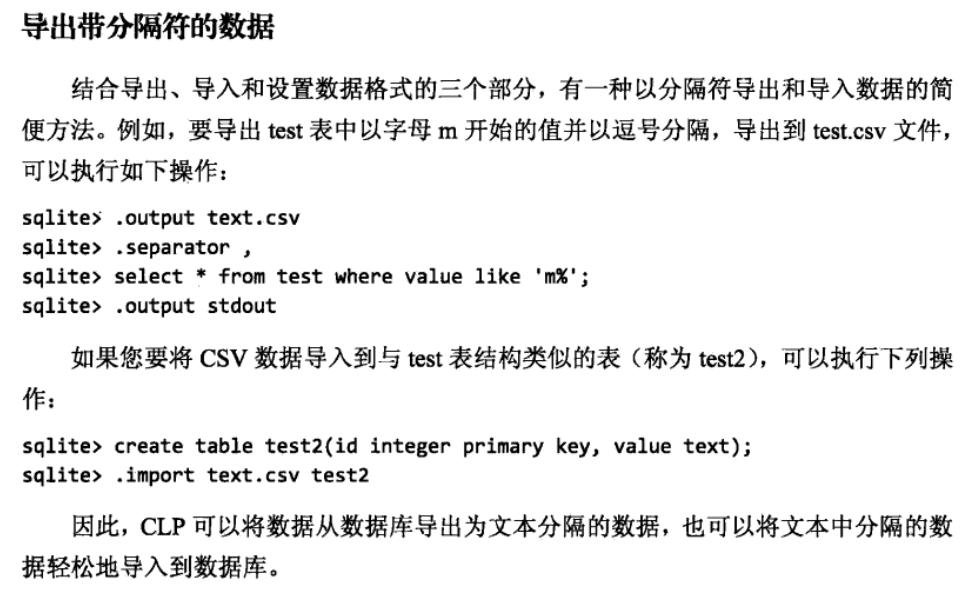 导出带分隔符的数据
结合导出、导入和设置数据格式的三个部分，有一种以分隔符导出和导入数据的简
便方法。例如，要导出 test 表中以字母 m 开始的值并以逗号分隔，导出到 test.csv 文件，
可以执行如下操作：
sqlite> .output text.csv
sqlite> .separator ,
sqlite> select * from test where value like 'm%';
sqlite> .output stdout
如果您要将 CSV 数据导入到与 test 表结构类似的表（称为 test2），可以执行下列操
作：
sqlite> create table test2(id integer primary key, value text);
sqlite> .import text.csv test2
因此，CLP 可以将数据从数据库导出为文本分隔的数据，也可以将文本中分隔的数
据轻松地导入到数据库。